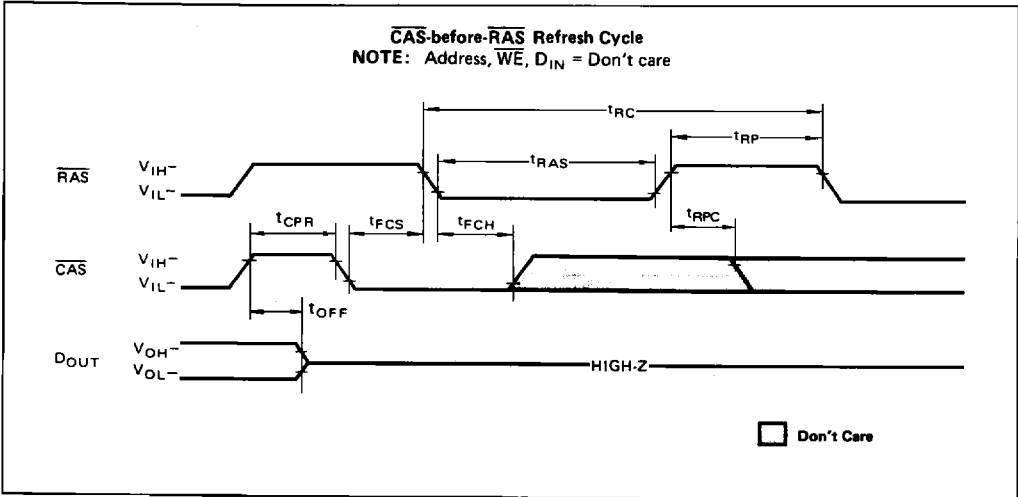 CAS-before-RAS Refresh Cycle
NOTE: Address, WE, DIN = Don't care
tRC
tRP
tRAS
RAS
VIH-
VIL-
tCPR
tFCS
tFCH
tRPC
CAS
VIH-
VIL-
tOFF
DOUT
VOH-
VOL-
HIGH-Z
Don't Care